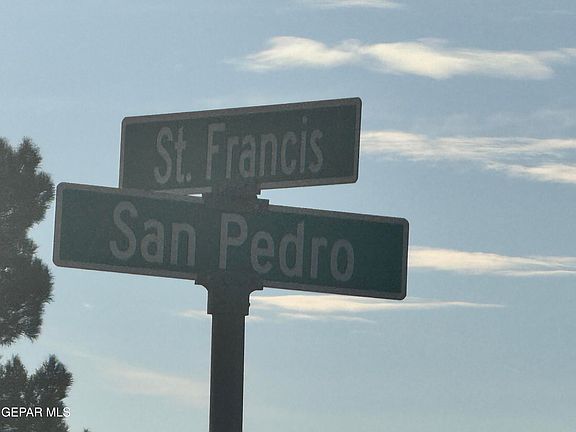 St. Francis
San Pedro
GEPAR MLS